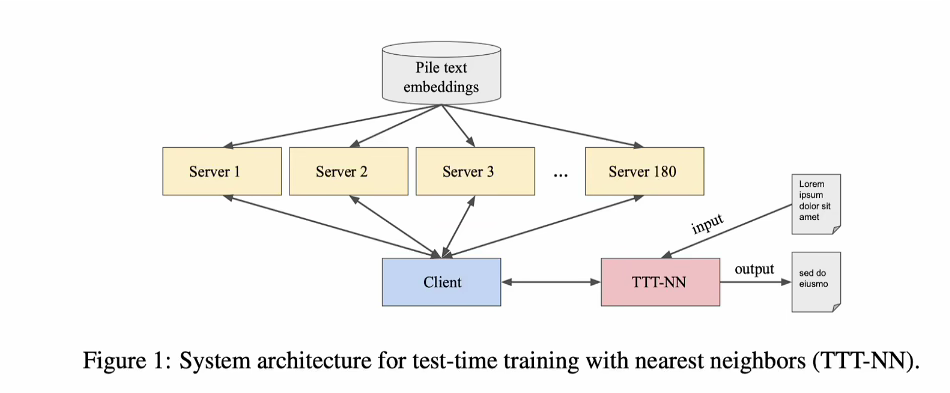 Pile text
embeddings
Server 1
Server 2
Server 3
...
Server 180
Lorem
ipsum
dolor sit
amet
input
Client
TTT-NN
output
sed do
eiusmo
Figure 1: System architecture for test-time training with nearest neighbors (TTT-NN).